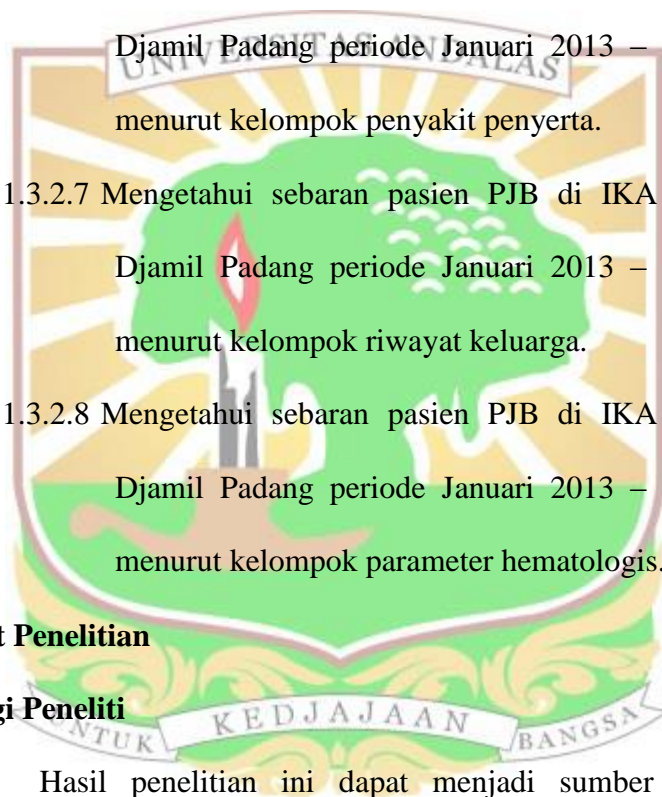 UNIVERSITAS ANDALAS
Djamil Padang periode Januari 2013 –
menurut kelompok penyakit penyerta.
1.3.2.7 Mengetahui sebaran pasien PJB di IKA
Djamil Padang periode Januari 2013 –
menurut kelompok riwayat keluarga.
1.3.2.8 Mengetahui sebaran pasien PJB di IKA
Djamil Padang periode Januari 2013 –
menurut kelompok parameter hematologis.
t Penelitian
gi Peneliti
UNTUK KEDJAJAAN BANGSA
Hasil penelitian ini dapat menjadi sumber